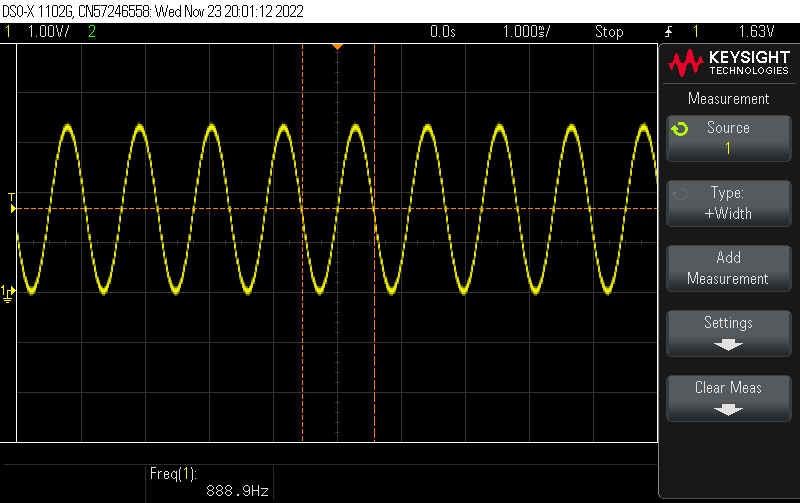 DSO-X 1102G, CN57246558: Wed Nov 23 20:01:12 2022
1 1.00V/ 2 0.0s 1.000ms/ Stop 1 1.63V
KEYSIGHT
TECHNOLOGIES
Measurement
Source
1
T
Type:
+Width
Add
Measurement
1
Settings
Clear Meas
Freq(1):
888.9Hz